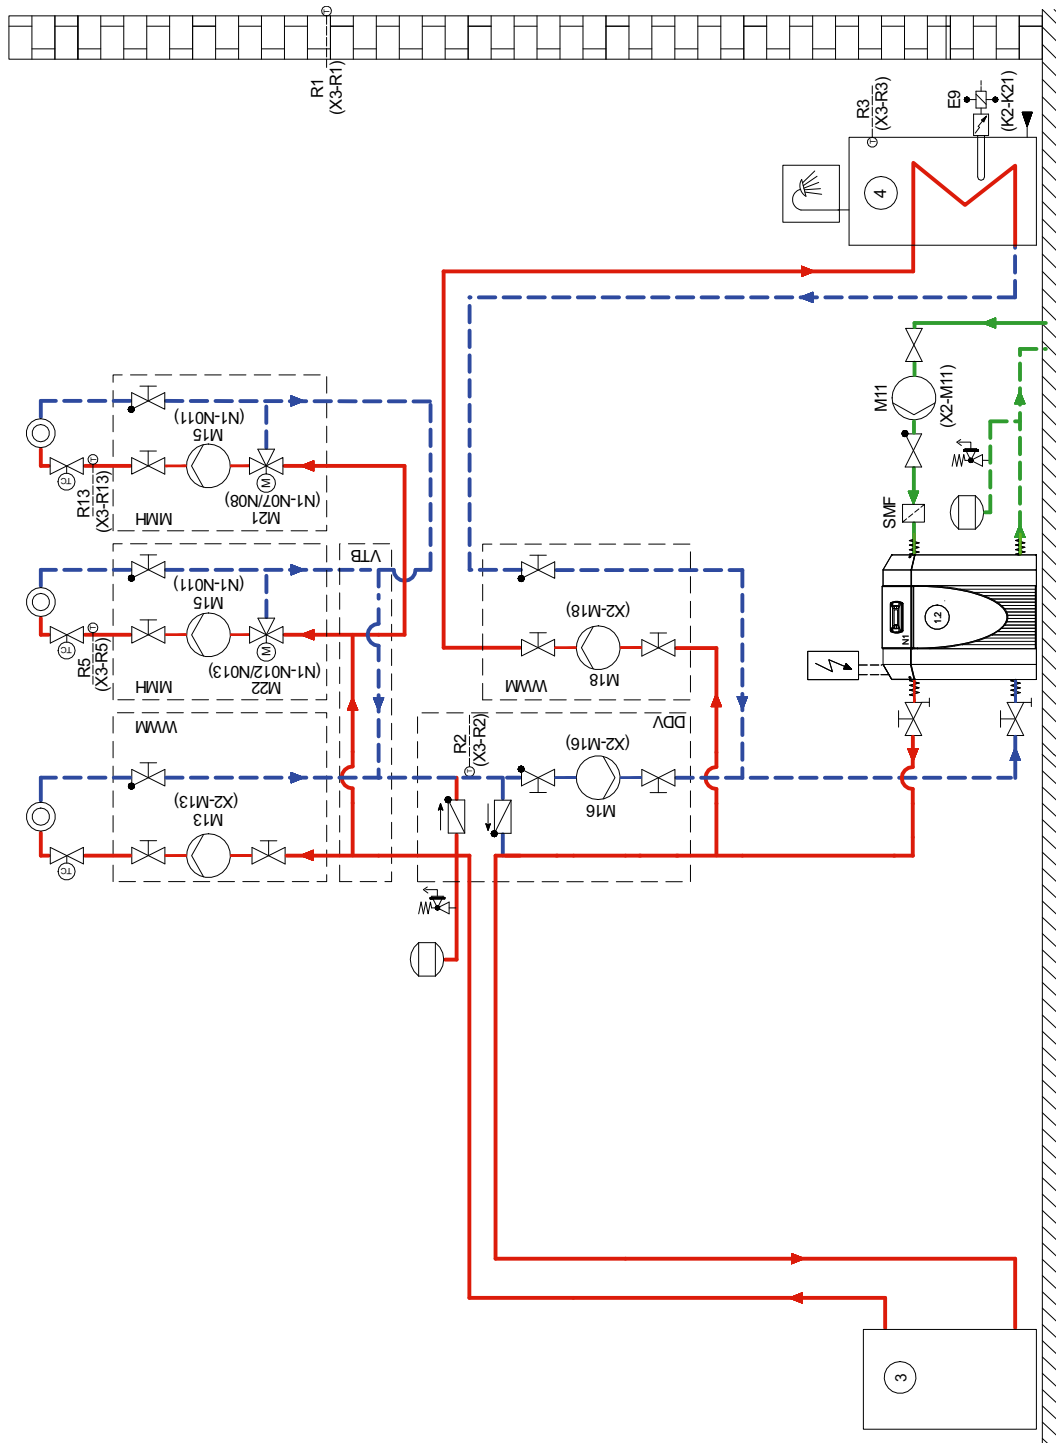 R1
(X3-R1)
R3
(X3-R3)
E9
(K2-K21)
T
T
4
TC
R13
(X3-R13)
T
M15
(N1-N011)
M
M21
(N1-N07/N08)
MMH
TC
R5
(X3-R5)
T
M15
(N1-N011)
M
M22
(N1-N012/N013)
MMH
VTB
TC
M13
(X2-M13)
WWM
M18
(X2-M18)
WWM
R2
(X3-R2)
T
M16
(X2-M16)
DDV
M11
(X2-M11)
SMF
N1
1.2
3